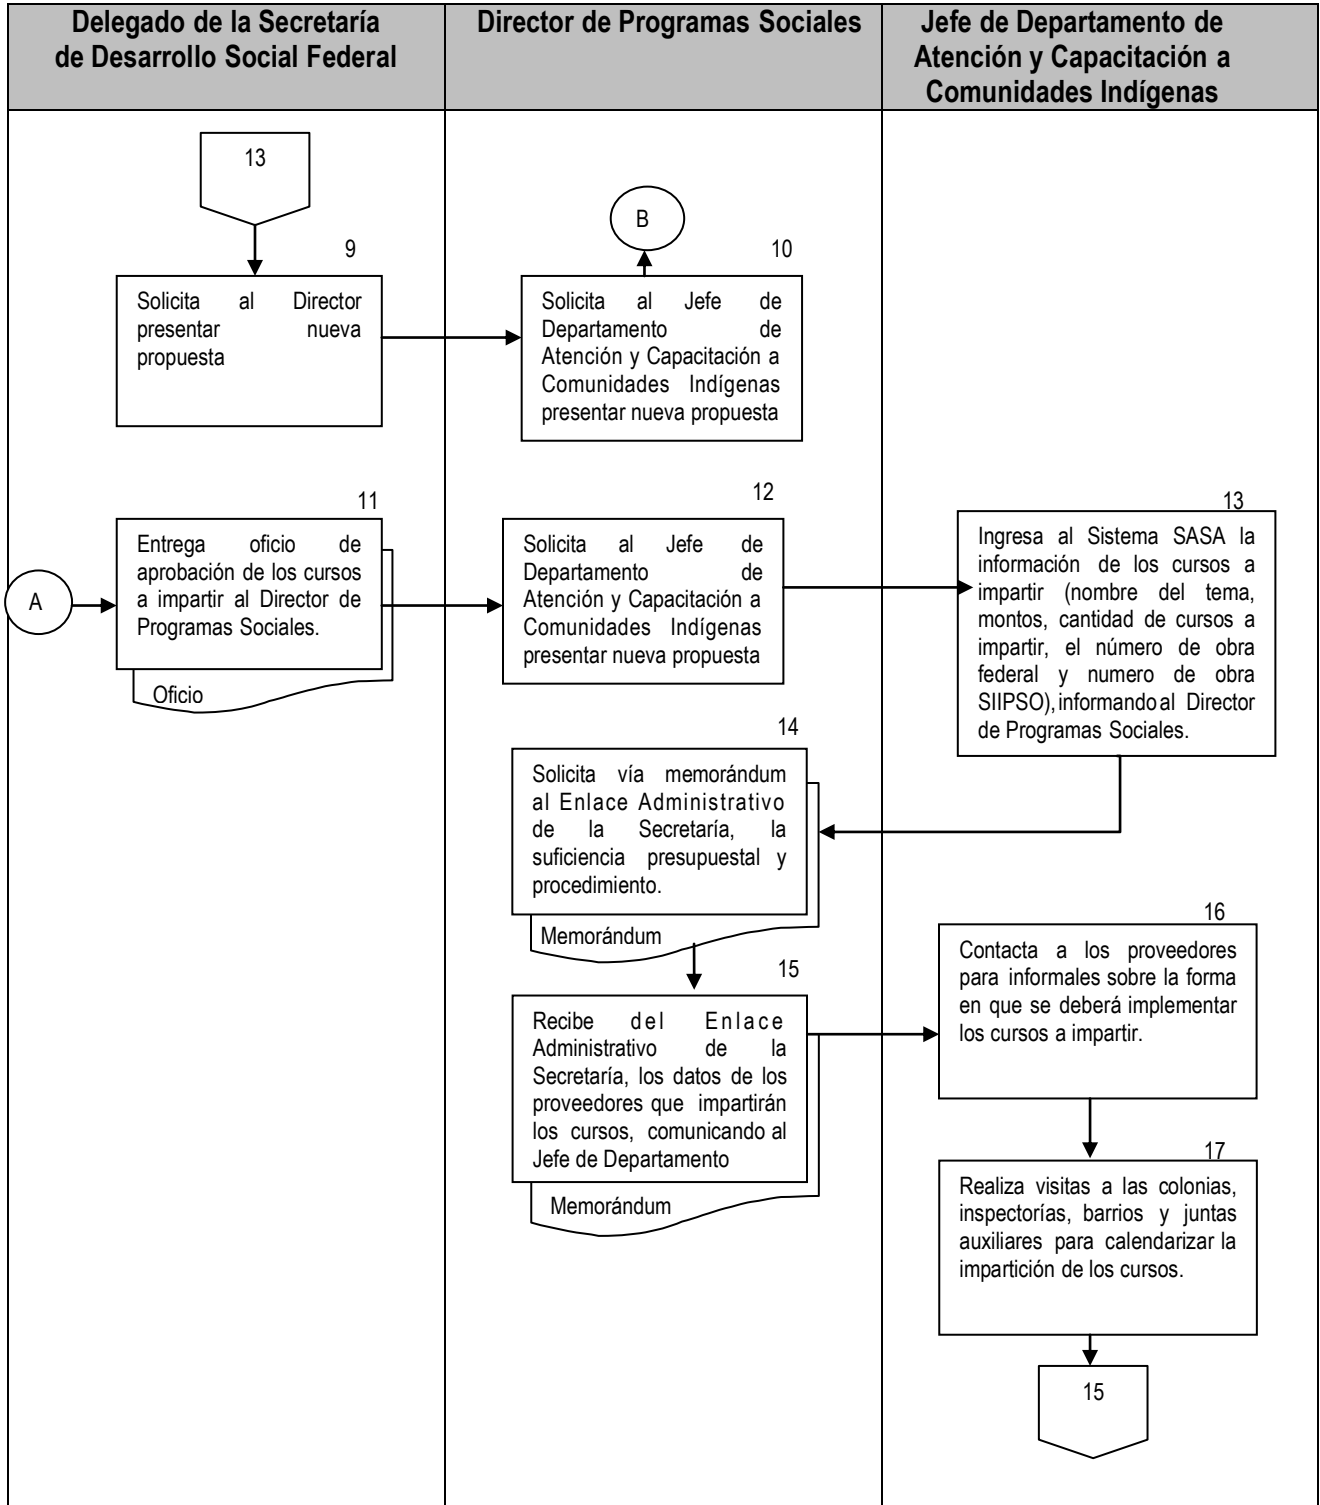 Delegado de la Secretaría
de Desarrollo Social Federal
Director de Programas Sociales
Jefe de Departamento de
Atención y Capacitación a
Comunidades Indígenas
13
9
Solicita al Director
presentar nueva
propuesta
B
10
Solicita al Jefe de
Departamento de
Atención y Capacitación a
Comunidades Indígenas
presentar nueva propuesta
A
11
Entrega oficio de
aprobación de los cursos
a impartir al Director de
Programas Sociales.
Oficio
12
Solicita al Jefe de
Departamento de
Atención y Capacitación a
Comunidades Indígenas
presentar nueva propuesta
13
Ingresa al Sistema SASA la
información de los cursos a
impartir (nombre del tema,
montos, cantidad de cursos a
impartir, el número de obra
federal y numero de obra
SIIPSO), informando al Director
de Programas Sociales.
14
Solicita vía memorándum
al Enlace Administrativo
de la Secretaría, la
suficiencia presupuestal y
procedimiento.
Memorándum
15
Recibe del Enlace
Administrativo de la
Secretaría, los datos de los
proveedores que impartirán
los cursos, comunicando al
Jefe de Departamento
Memorándum
16
Contacta a los proveedores
para informales sobre la forma
en que se deberá implementar
los cursos a impartir.
17
Realiza visitas a las colonias,
inspectorías, barrios y juntas
auxiliares para calendarizar la
impartición de los cursos.
15